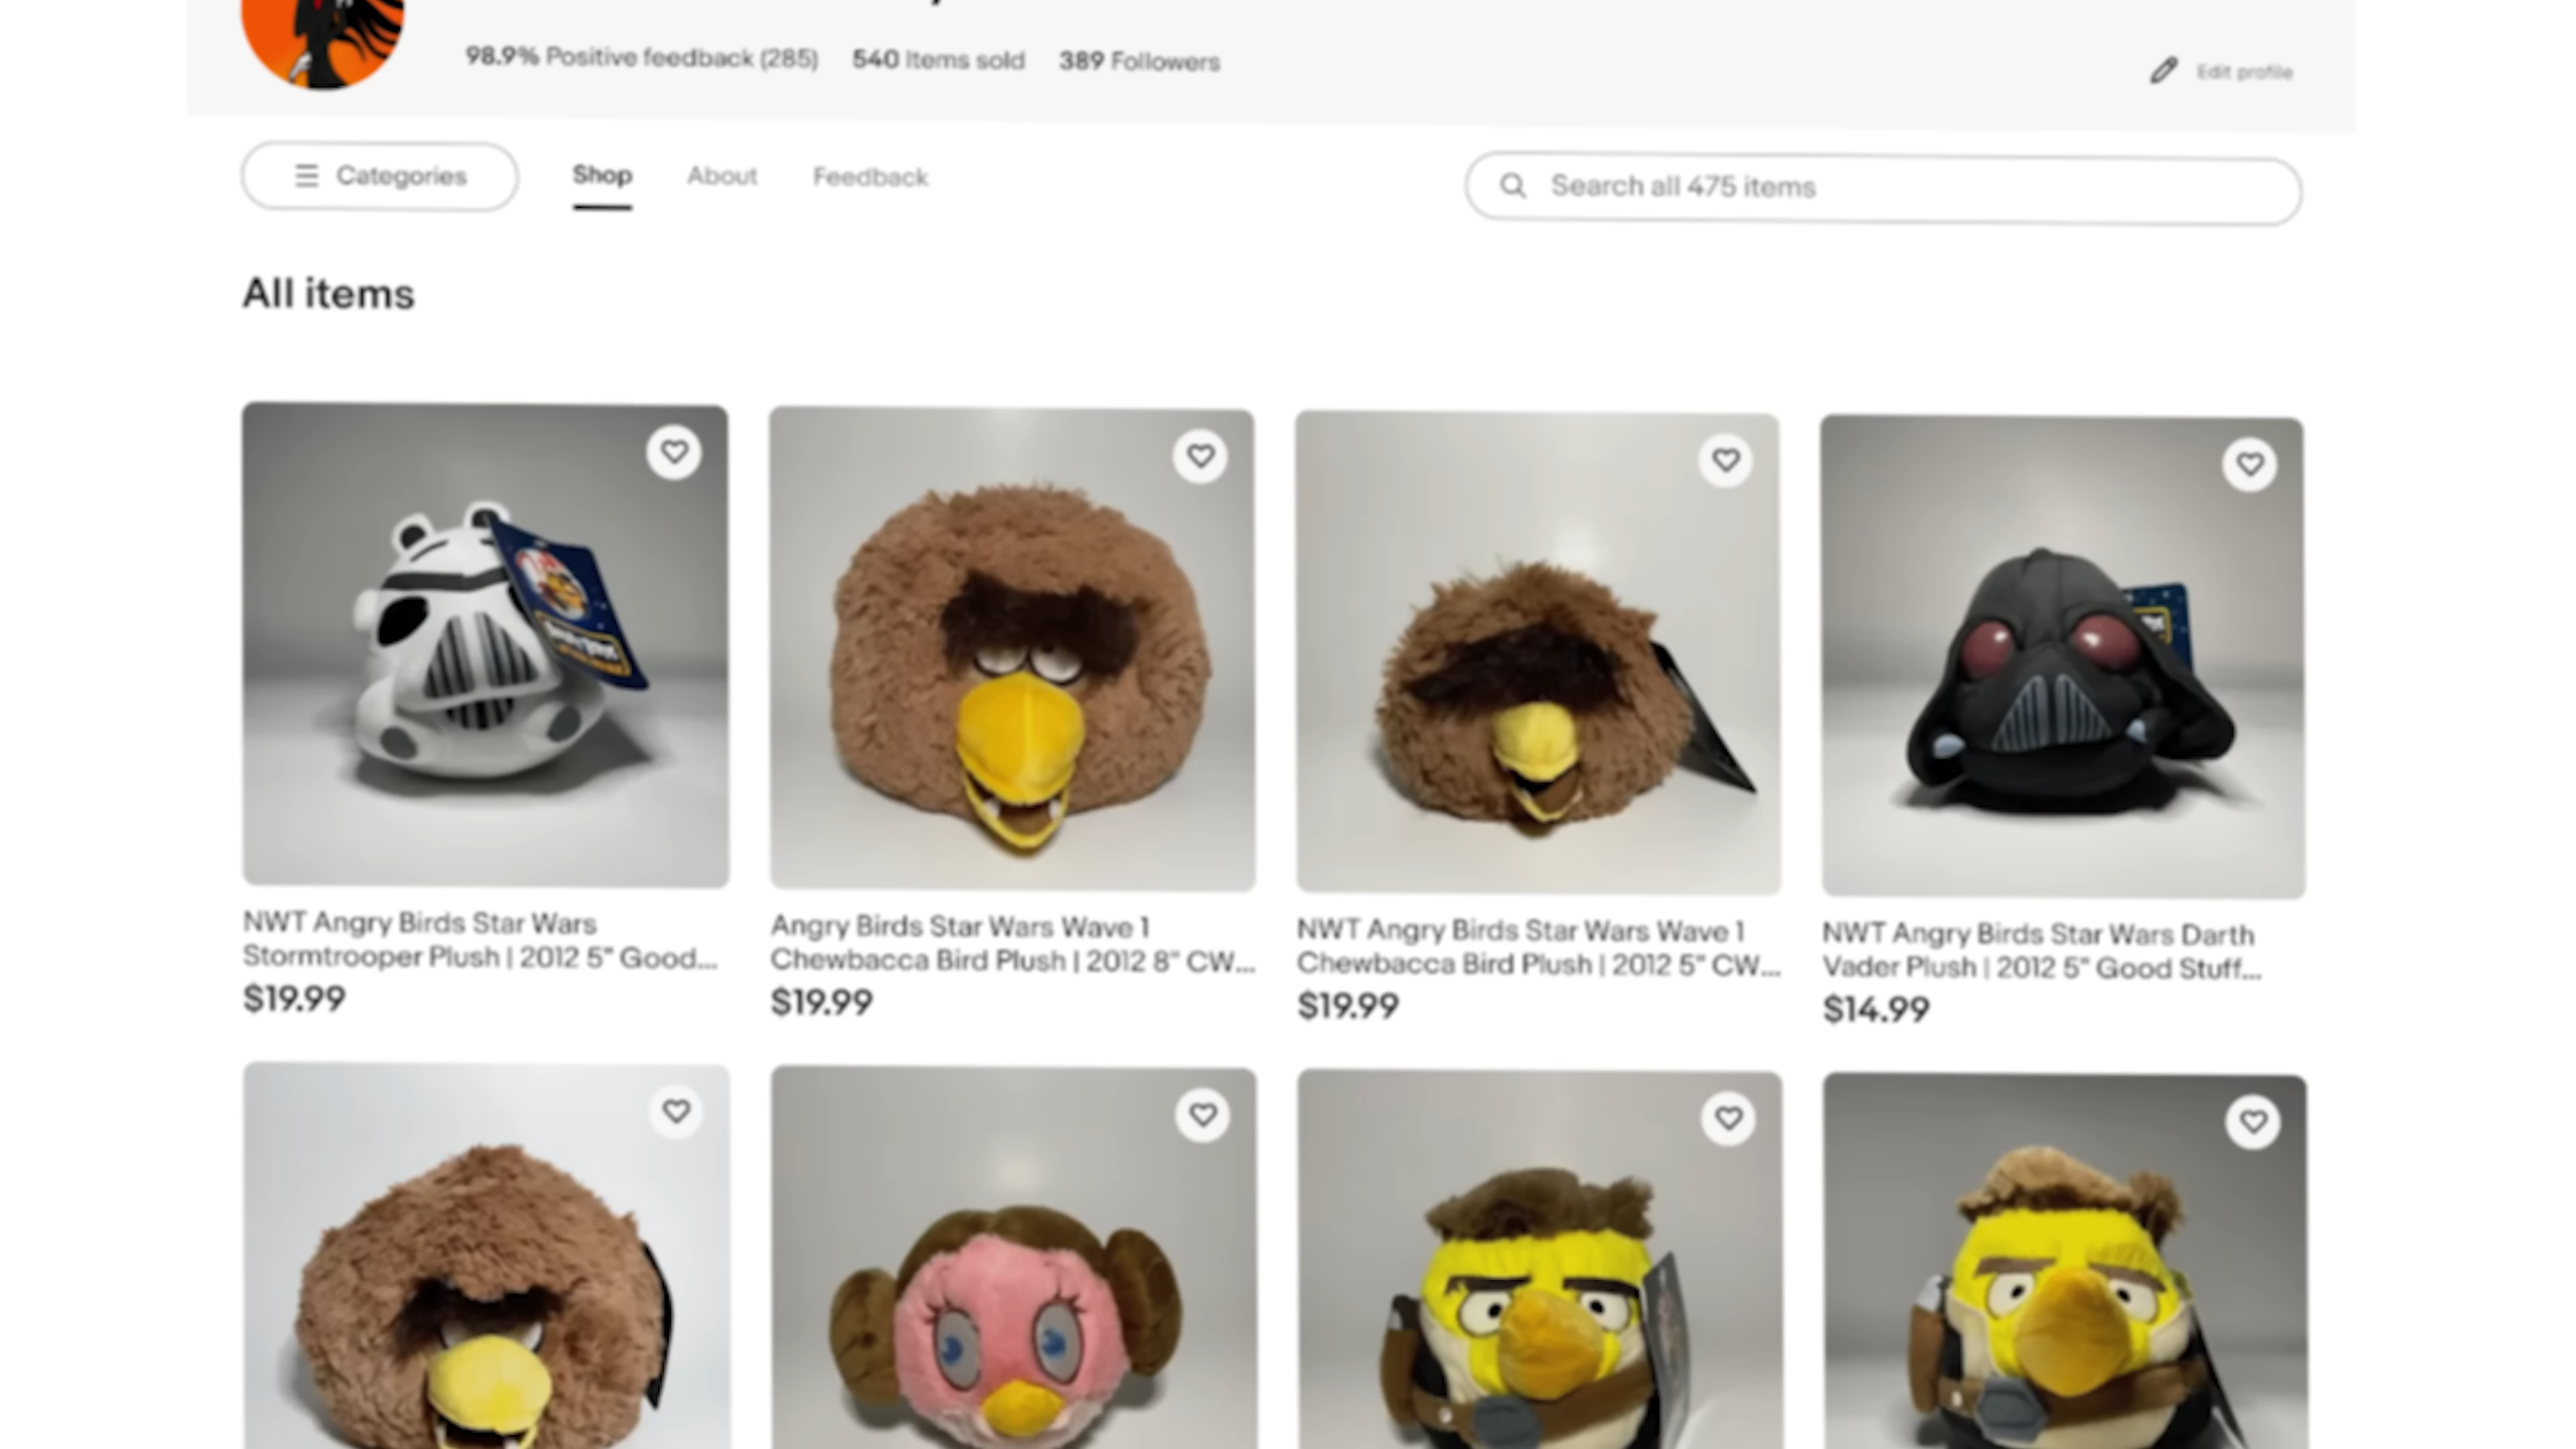 98.9% Positive feedback (285) 540 Items sold 389 Followers
Edit profile
Categories Shop About Feedback
Search all 475 items
All items
NWT Angry Birds Star Wars
Stormtrooper Plush | 2012 5" Good...
$19.99
Angry Birds Star Wars Wave 1
Chewbacca Bird Plush | 2012 8" CW...
$19.99
NWT Angry Birds Star Wars Wave 1
Chewbacca Bird Plush | 2012 5" CW...
$19.99
NWT Angry Birds Star Wars Darth
Vader Plush | 2012 5" Good Stuff...
$14.99